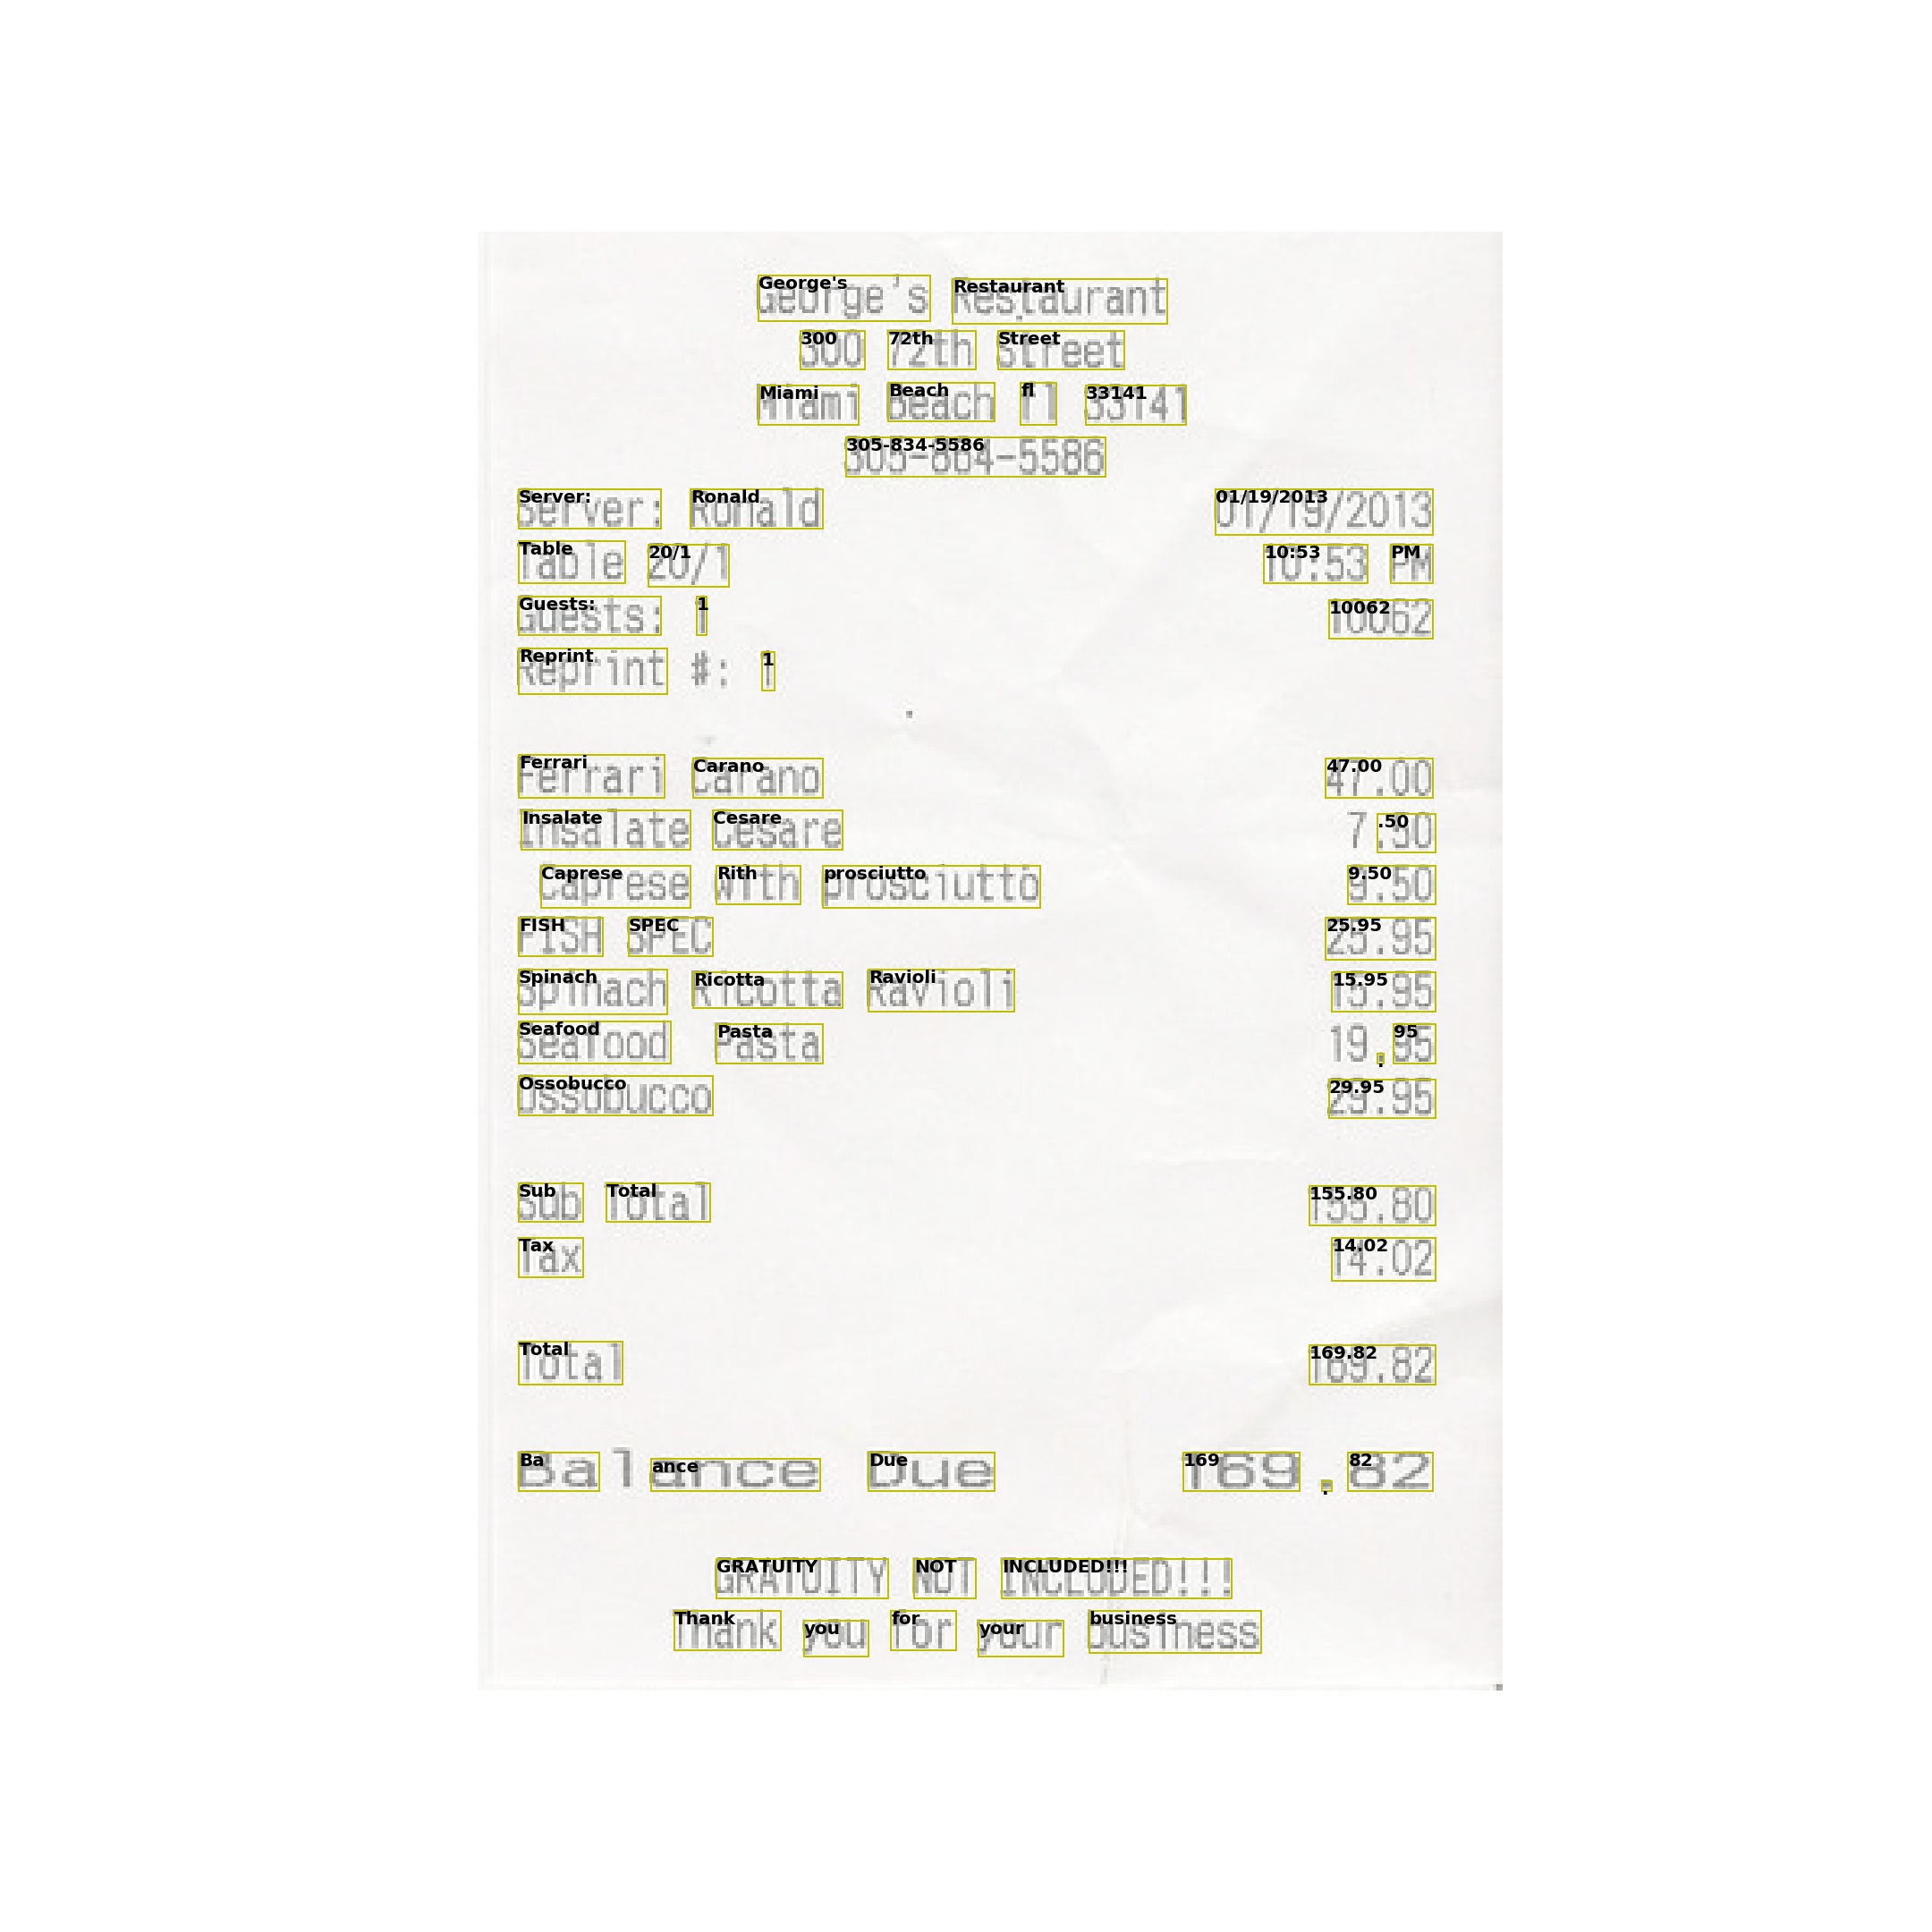 George's Restaurant
300 72th Street
Miami Beach fl 33141
305-864-5586
Server: Ronald 01/19/2013
Table 20/1 10:53 PM
Guests: 1 10062
Reprint #: 1
Ferrari Carano 47.00
Insalate Cesare 7.50
Caprese with prosciutto 9.50
FISH SPEC 25.95
Spinach Ricotta Ravioli 15.95
Seafood Pasta 19.95
Ossobucco 29.95
Sub Total 155.80
Tax 14.02
Total 169.82
Balance Due 169.82
GRATUITY NOT INCLUDED!!!
Thank you for your business